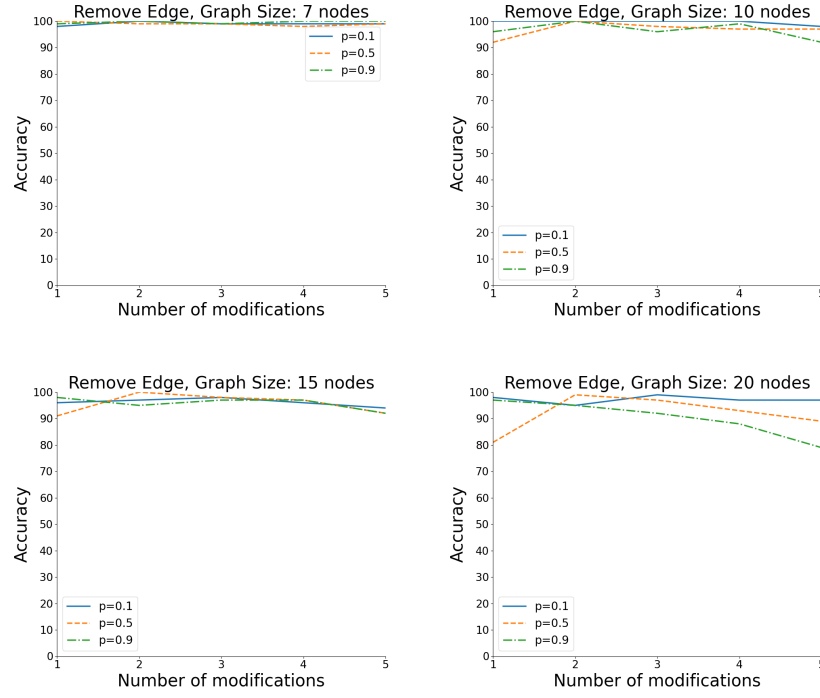 Remove Edge, Graph Size: 7 nodes
100
90
80
70
60
50
40
30
20
10
0
Accuracy
p=0.1
p=0.5
p=0.9
1 2 3 4 5
Number of modifications
Remove Edge, Graph Size: 10 nodes
100
90
80
70
60
50
40
30
20
10
0
Accuracy
p=0.1
p=0.5
p=0.9
1 2 3 4 5
Number of modifications
Remove Edge, Graph Size: 15 nodes
100
90
80
70
60
50
40
30
20
10
0
Accuracy
p=0.1
p=0.5
p=0.9
1 2 3 4 5
Number of modifications
Remove Edge, Graph Size: 20 nodes
100
90
80
70
60
50
40
30
20
10
0
Accuracy
p=0.1
p=0.5
p=0.9
1 2 3 4 5
Number of modifications